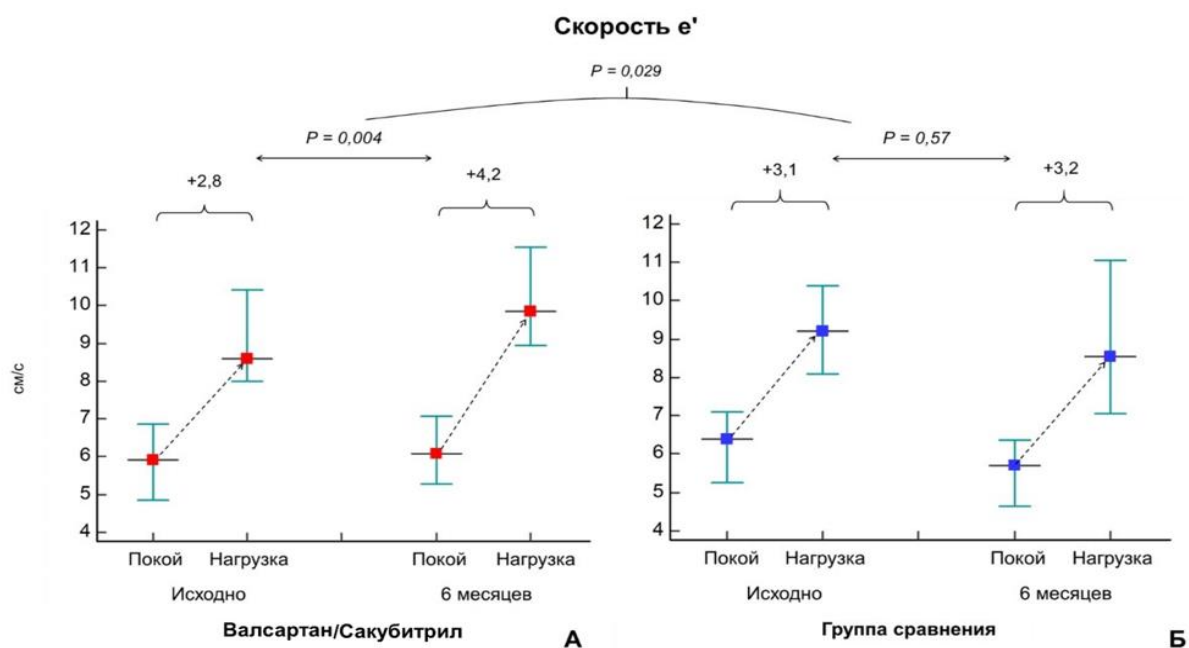 Скорость e'
P = 0,029
P = 0,004
P = 0,57
+2,8
+4,2
+3,1
+3,2
см/с
12
11
10
9
8
7
6
5
4
12
11
10
9
8
7
6
5
4
Покой Нагрузка Покой Нагрузка
Покой Нагрузка Покой Нагрузка
Исходно 6 месяцев
Исходно 6 месяцев
Валсартан/Сакубитрил А
Группа сравнения Б